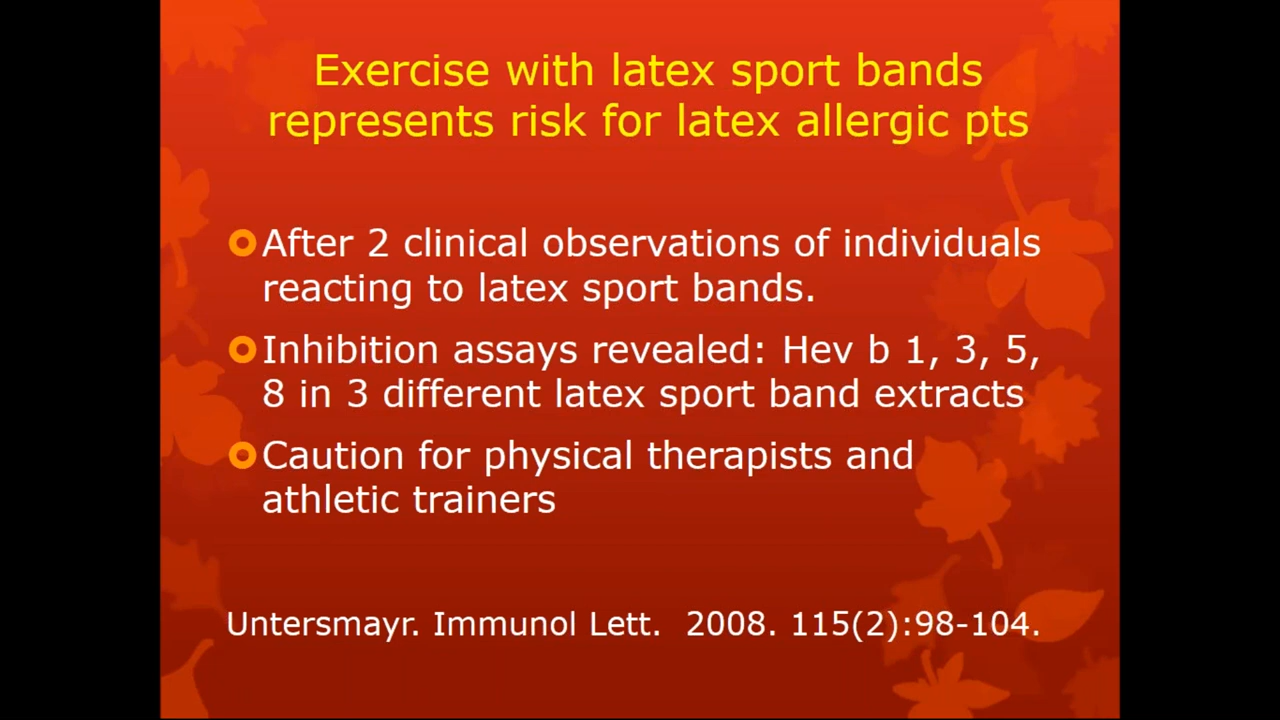 Exercise with latex sport bands
represents risk for latex allergic pts
After 2 clinical observations of individuals
reacting to latex sport bands.
Inhibition assays revealed: Hev b 1, 3, 5,
8 in 3 different latex sport band extracts
Caution for physical therapists and
athletic trainers
Untersmayr. Immunol Lett.  2008. 115(2):98-104.